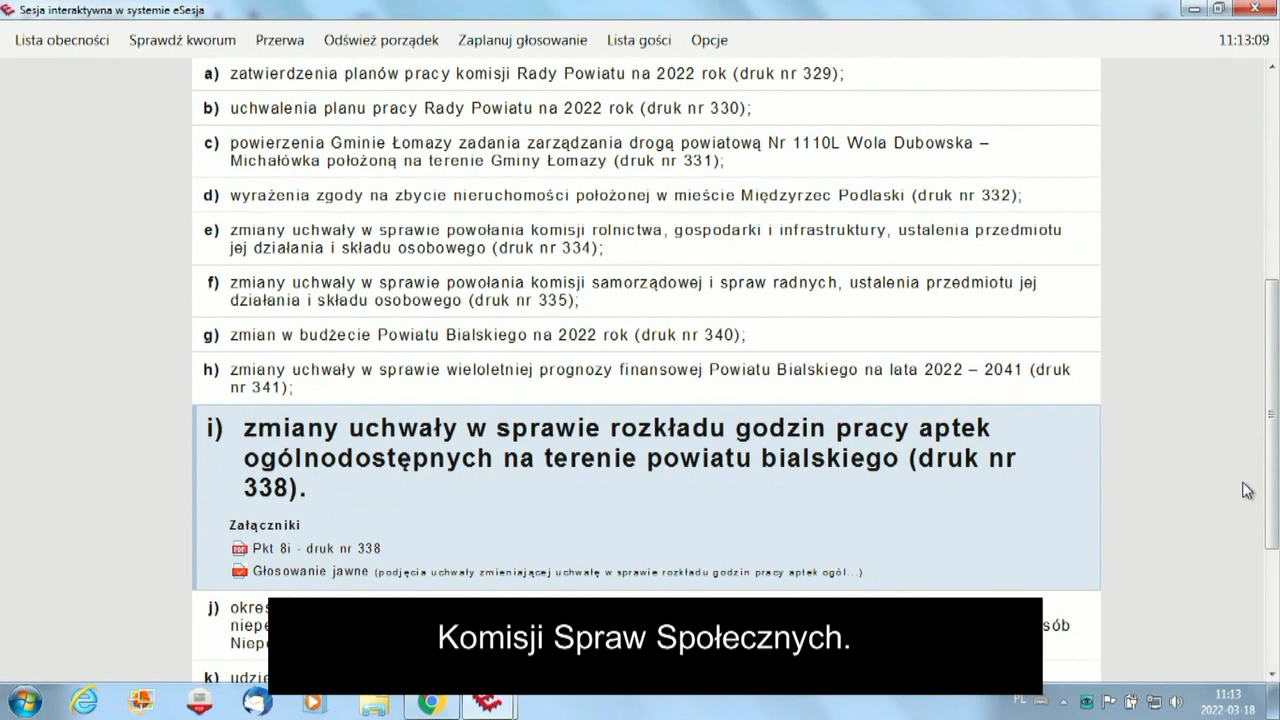 Sesja interaktywna w systemie eSesja
Lista obecności Sprawdź kworum Przerwa Odśwież porządek Zaplanuj głosowanie Lista gości Opcje 11:13:09
a) zatwierdzenia planów pracy komisji Rady Powiatu na 2022 rok (druk nr 329);
b) uchwalenia planu pracy Rady Powiatu na 2022 rok (druk nr 330);
c) powierzenia Gminie Łomazy zadania zarządzania drogą powiatową Nr 1110L Wola Dubowska –
Michałówka położoną na terenie Gminy Łomazy (druk nr 331);
d) wyrażenia zgody na zbycie nieruchomości położonej w mieście Międzyrzec Podlaski (druk nr 332);
e) zmiany uchwały w sprawie powołania komisji rolnictwa, gospodarki i infrastruktury, ustalenia przedmiotu
jej działania i składu osobowego (druk nr 334);
f) zmiany uchwały w sprawie powołania komisji samorządowej i spraw radnych, ustalenia przedmiotu jej
działania i składu osobowego (druk nr 335);
g) zmian w budżecie Powiatu Bialskiego na 2022 rok (druk nr 340);
h) zmiany uchwały w sprawie wieloletniej prognozy finansowej Powiatu Bialskiego na lata 2022 – 2041 (druk
nr 341);
i) zmiany uchwały w sprawie rozkładu godzin pracy aptek
ogólnodostępnych na terenie powiatu bialskiego (druk nr
338).
Załączniki
Pkt 8i - druk nr 338
Głosowanie jawne (podjęcia uchwały zmieniającej uchwałę w sprawie rozkładu godzin pracy aptek ogól...)
j)
k)
Komisji Spraw Społecznych.
PL 11:13
2022-03-18